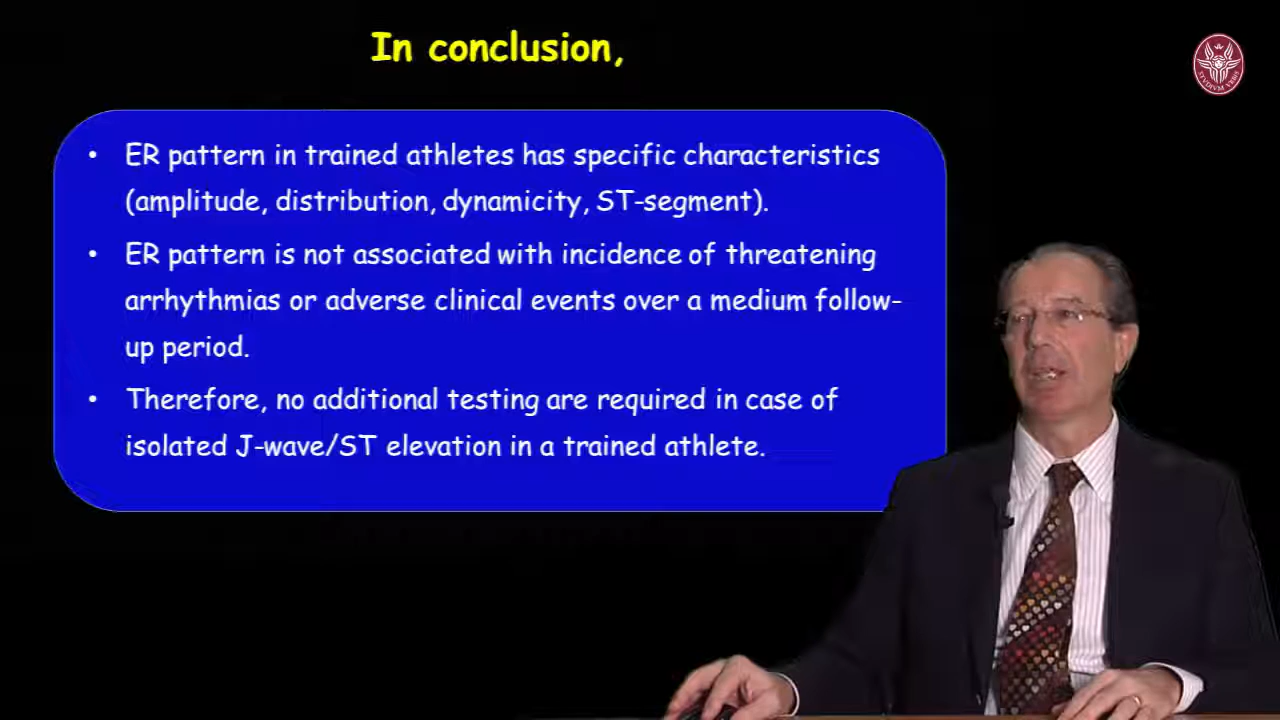 In conclusion,
• ER pattern in trained athletes has specific characteristics
(amplitude, distribution, dynamicity, ST-segment).
• ER pattern is not associated with incidence of threatening
arrhythmias or adverse clinical events over a medium follow-
up period.
• Therefore, no additional testing are required in case of
isolated J-wave/ST elevation in a trained athlete.
STVDIVM VRBIS